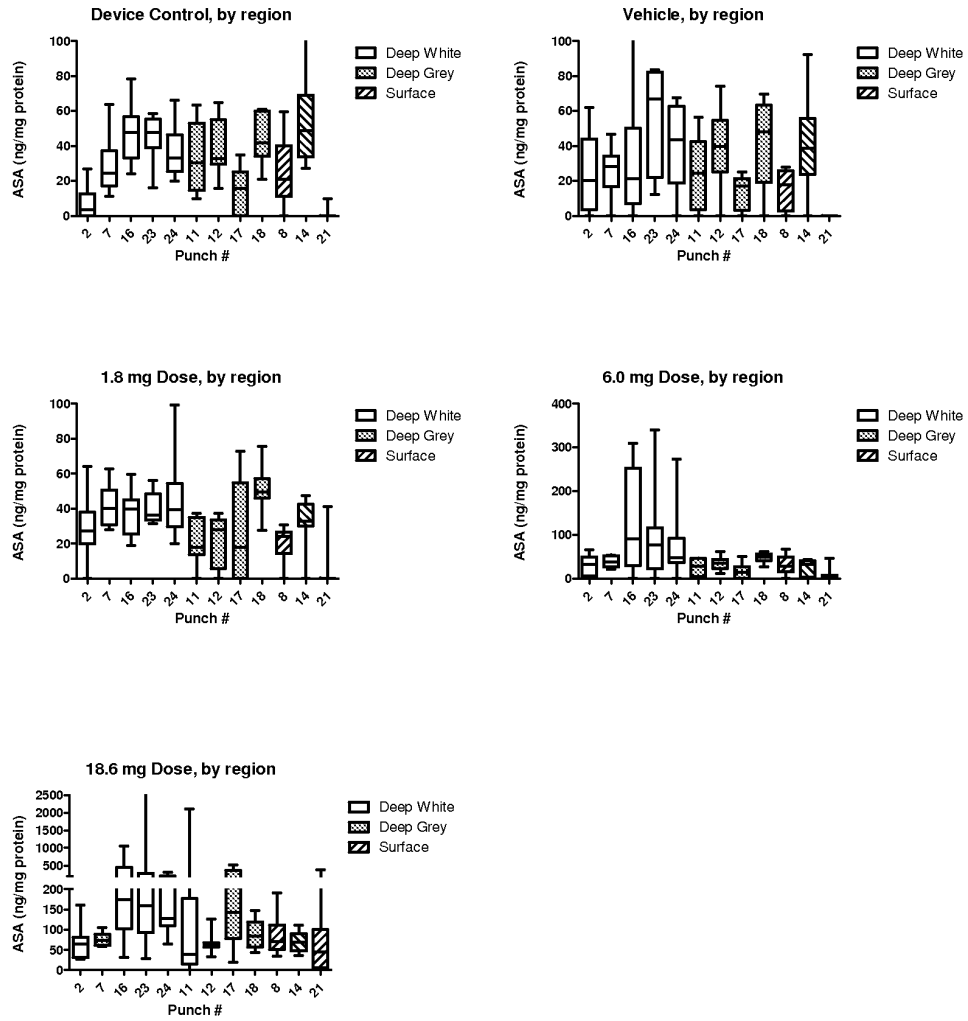 Device Control, by region
100
80
60
40
20
0
ASA (ng/mg protein)
2 7 16 23 24 11 12 17 18 8 14 21
Punch #
Deep White
Deep Grey
Surface
Vehicle, by region
100
80
60
40
20
0
ASA (ng/mg protein)
2 7 16 23 24 11 12 17 18 8 14 21
Punch #
Deep White
Deep Grey
Surface
1.8 mg Dose, by region
100
80
60
40
20
0
ASA (ng/mg protein)
2 7 16 23 24 11 12 17 18 8 14 21
Punch #
Deep White
Deep Grey
Surface
6.0 mg Dose, by region
400
300
200
100
0
ASA (ng/mg protein)
2 7 16 23 24 11 12 17 18 8 14 21
Punch #
Deep White
Deep Grey
Surface
18.6 mg Dose, by region
2500
2000
1500
1000
500
200
150
100
50
0
ASA (ng/mg protein)
2 7 16 23 24 11 12 17 18 8 14 21
Punch #
Deep White
Deep Grey
Surface